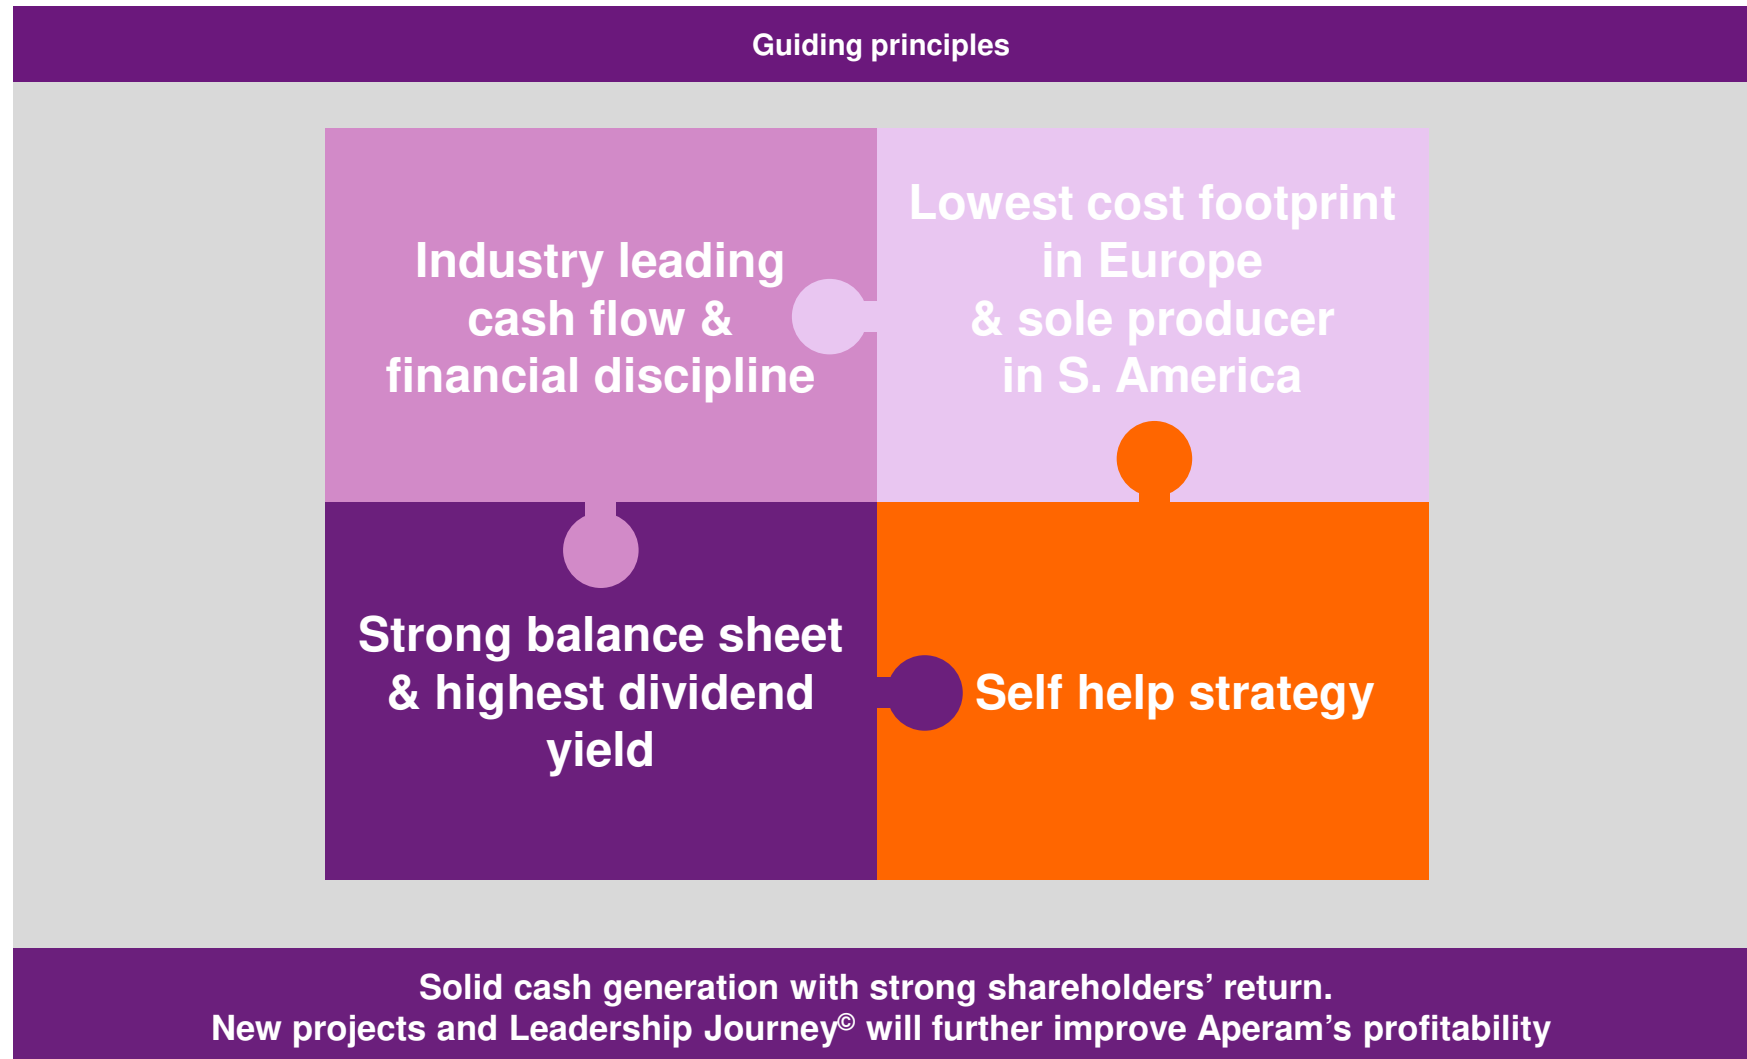 Guiding principles
Industry leading
cash flow &
financial discipline
Lowest cost footprint
in Europe
& sole producer
in S. America
Strong balance sheet
& highest dividend
yield
Self help strategy
Solid cash generation with strong shareholders’ return.
New projects and Leadership Journey© will further improve Aperam’s profitability